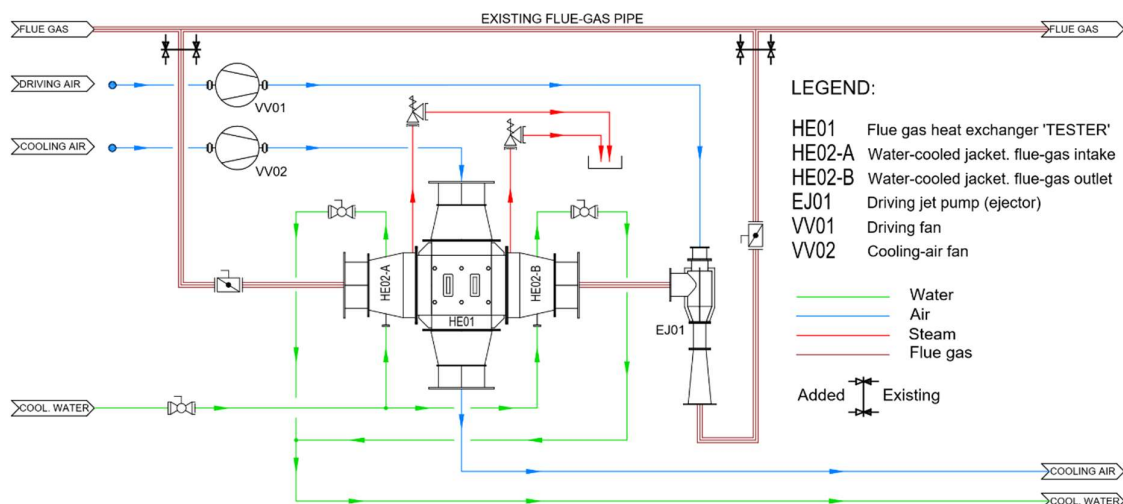 EXISTING FLUE-GAS PIPE
FLUE GAS
FLUE GAS
DRIVING AIR
VV01
COOLING AIR
VV02
LEGEND:
HE01 Flue gas heat exchanger 'TESTER'
HE02-A Water-cooled jacket. flue-gas intake
HE02-B Water-cooled jacket. flue-gas outlet
EJ01 Driving jet pump (ejector)
VV01 Driving fan
VV02 Cooling-air fan
HE02-A
HE02-B
HE01
EJ01
Water
Air
Steam
Flue gas
Added Existing
COOL. WATER
COOLING AIR
COOL. WATER